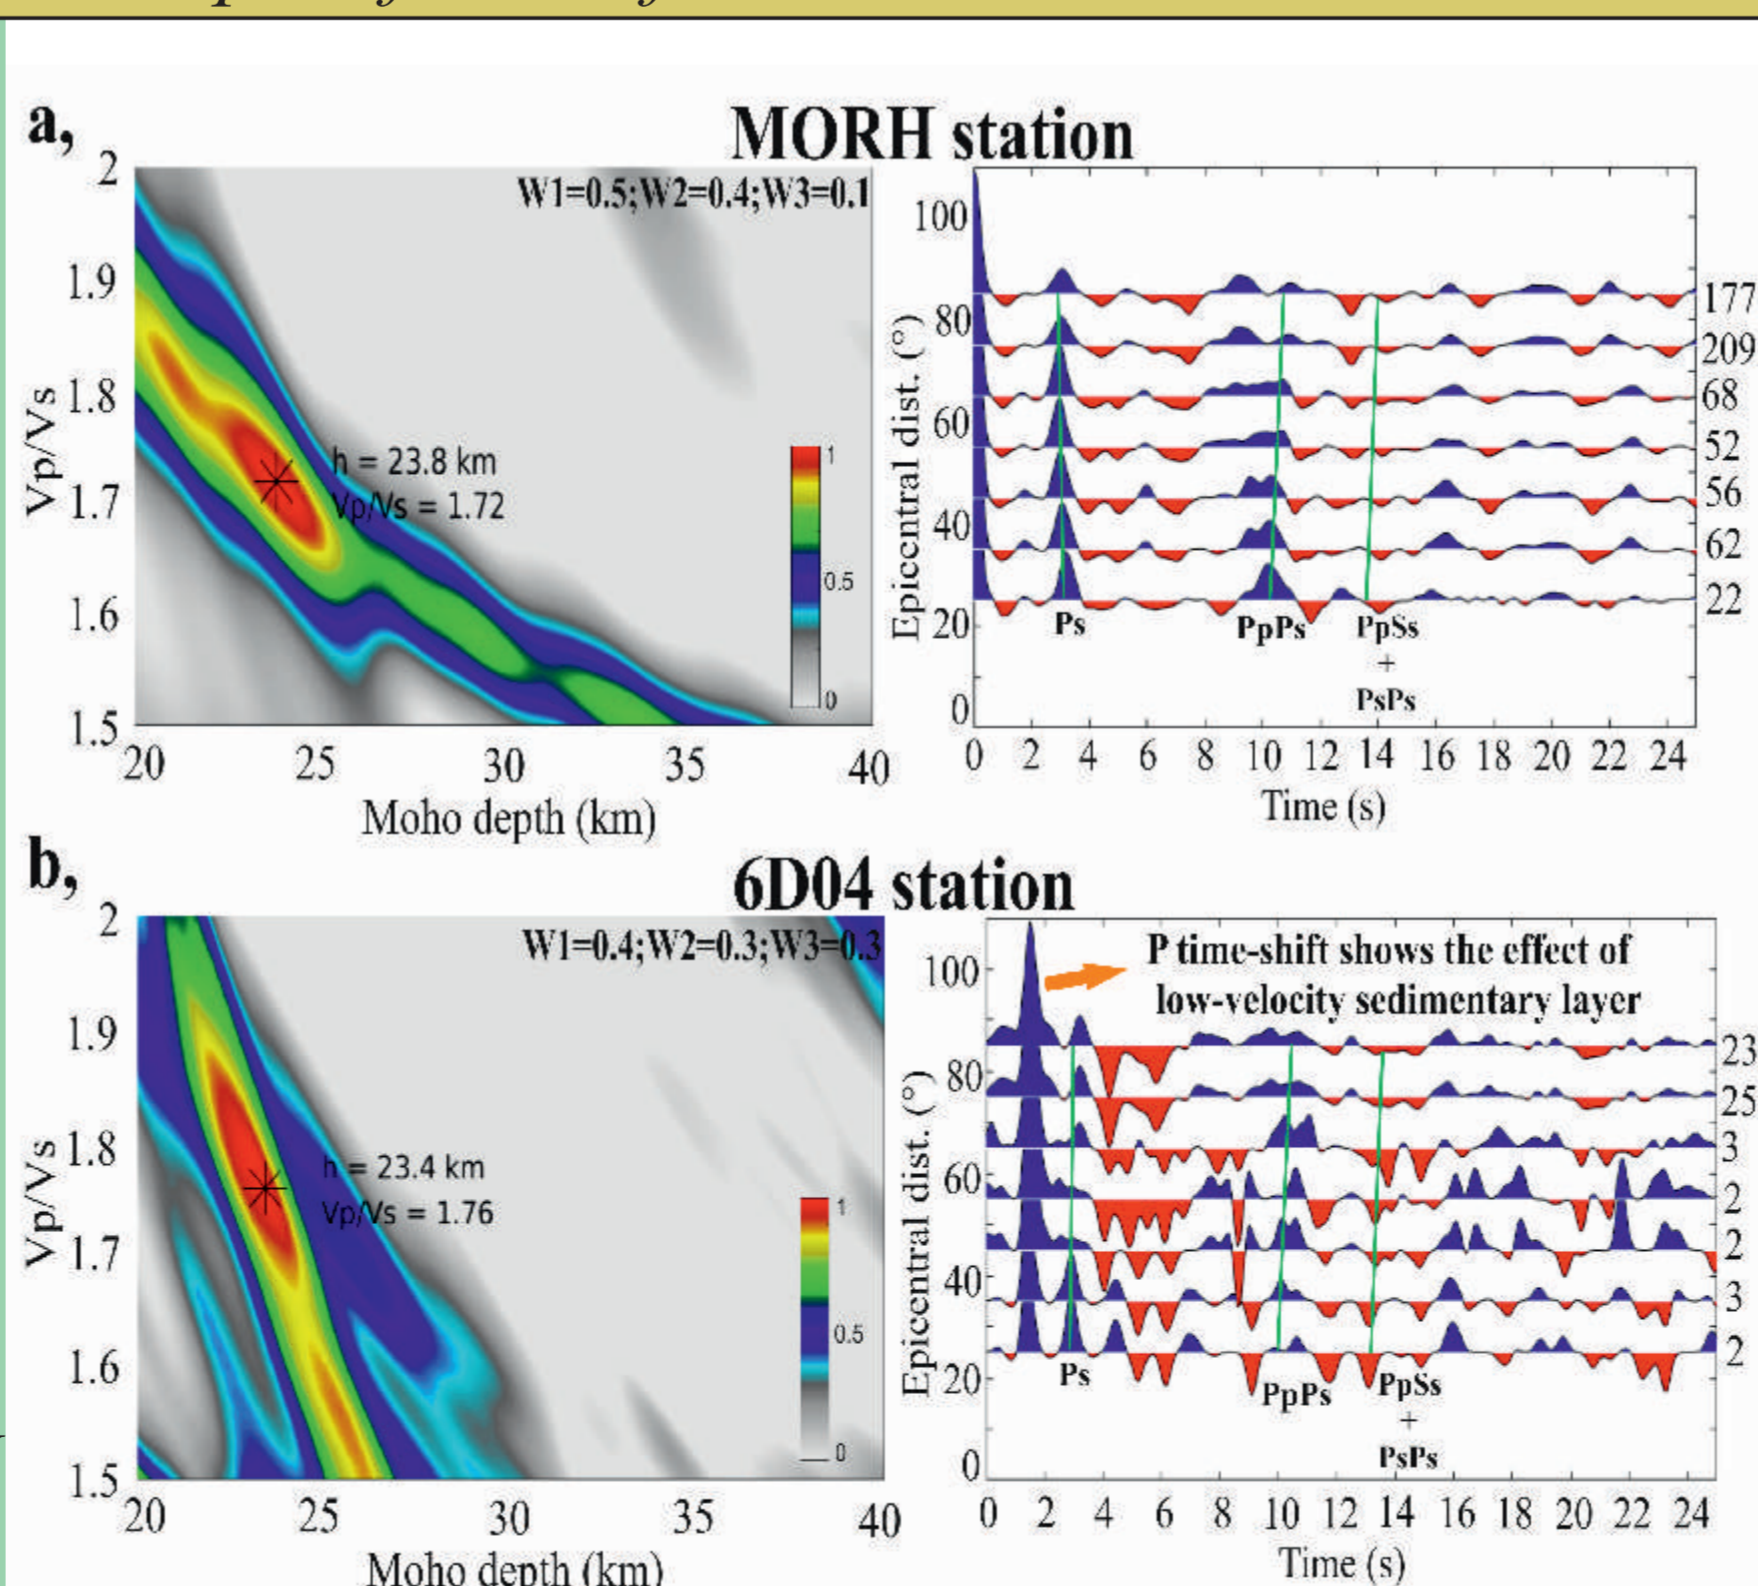 a,
MORH station
W1=0.5;W2=0.4;W3=0.1
Vp/Vs
2
1.9
1.8
1.7
1.6
1.5
h = 23.8 km
Vp/Vs = 1.72
1
0.5
0
20 25 30 35 40
Moho depth (km)
Epicentral dist. (°)
100
80
60
40
20
0
177
209
68
52
56
62
22
Ps
PpPs
PpSs
+
PsPs
0 2 4 6 8 10 12 14 16 18 20 22 24
Time (s)
b,
6D04 station
W1=0.4;W2=0.3;W3=0.3
Vp/Vs
2
1.9
1.8
1.7
1.6
1.5
h = 23.4 km
Vp/Vs = 1.76
1
0.5
0
20 25 30 35 40
Moho depth (km)
P time-shift shows the effect of
low-velocity sedimentary layer
Epicentral dist. (°)
100
80
60
40
20
0
23
25
3
2
2
3
2
Ps
PpPs
PpSs
+
PsPs
0 2 4 6 8 10 12 14 16 18 20 22 24
Time (s)